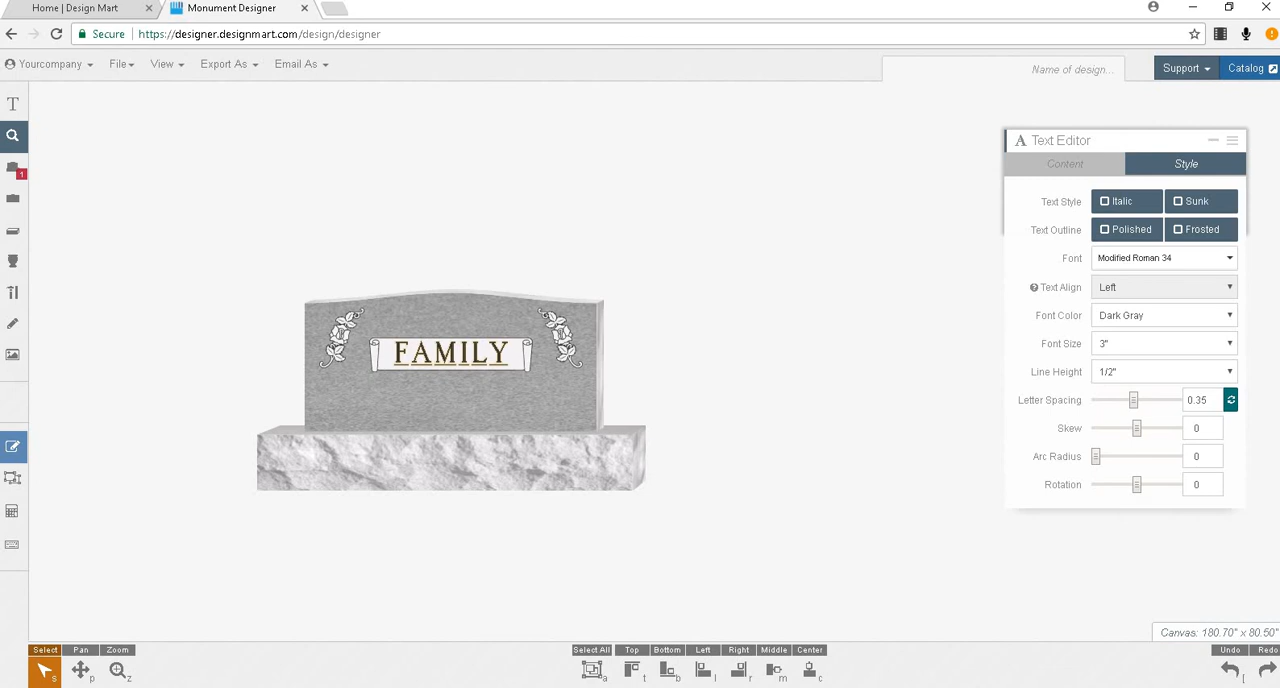 Home | Design Mart
Monument Designer
Secure
https://designer.designmart.com/design/designer
Yourcompany
File
View
Export As
Email As
Name of design...
Support
Catalog
T
1
A Text Editor
Content
Style
Text Style
Italic
Sunk
Text Outline
Polished
Frosted
Font
Modified Roman 34
Text Align
Left
Font Color
Dark Gray
Font Size
3"
Line Height
1/2"
Letter Spacing
0.35
Skew
0
Arc Radius
0
Rotation
0
FAMILY
Canvas: 180.70" x 80.50"
Select
Pan
Zoom
Select All
Top
Bottom
Left
Right
Middle
Center
Undo
Redo
s
p
z
a
t
b
l
r
m
c
[